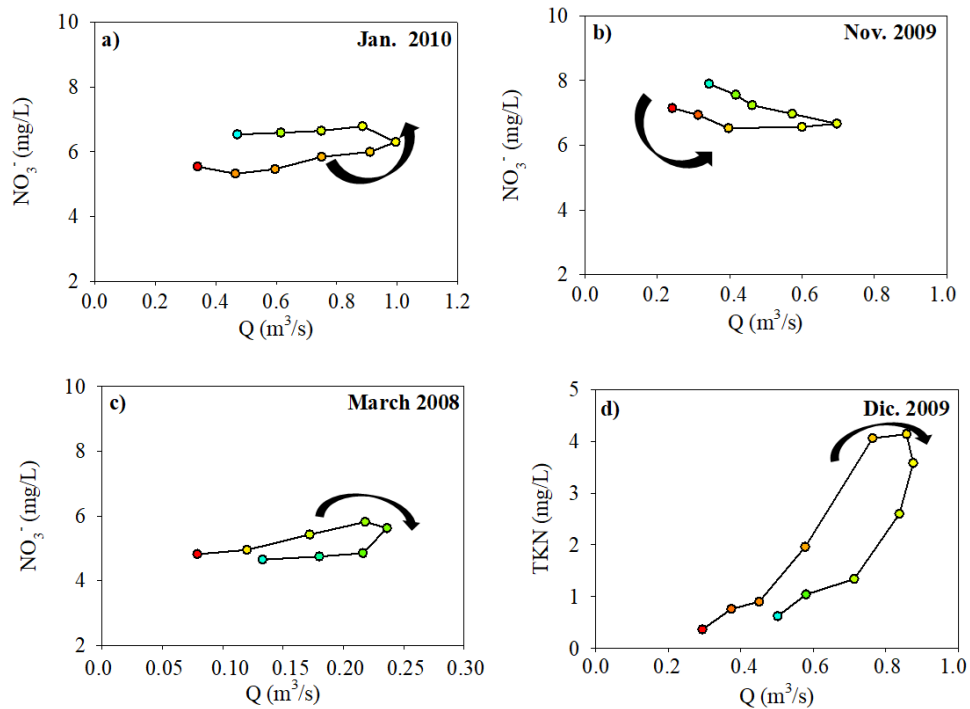 a) Jan. 2010
10
8
6
4
2
NO₃⁻ (mg/L)
0.0 0.2 0.4 0.6 0.8 1.0 1.2
Q (m³/s)
b) Nov. 2009
10
8
6
4
2
NO₃⁻ (mg/L)
0.0 0.2 0.4 0.6 0.8 1.0
Q (m³/s)
c) March 2008
10
8
6
4
2
NO₃⁻ (mg/L)
0.00 0.05 0.10 0.15 0.20 0.25 0.30
Q (m³/s)
d) Dic. 2009
5
4
3
2
1
0
TKN (mg/L)
0.0 0.2 0.4 0.6 0.8 1.0
Q (m³/s)